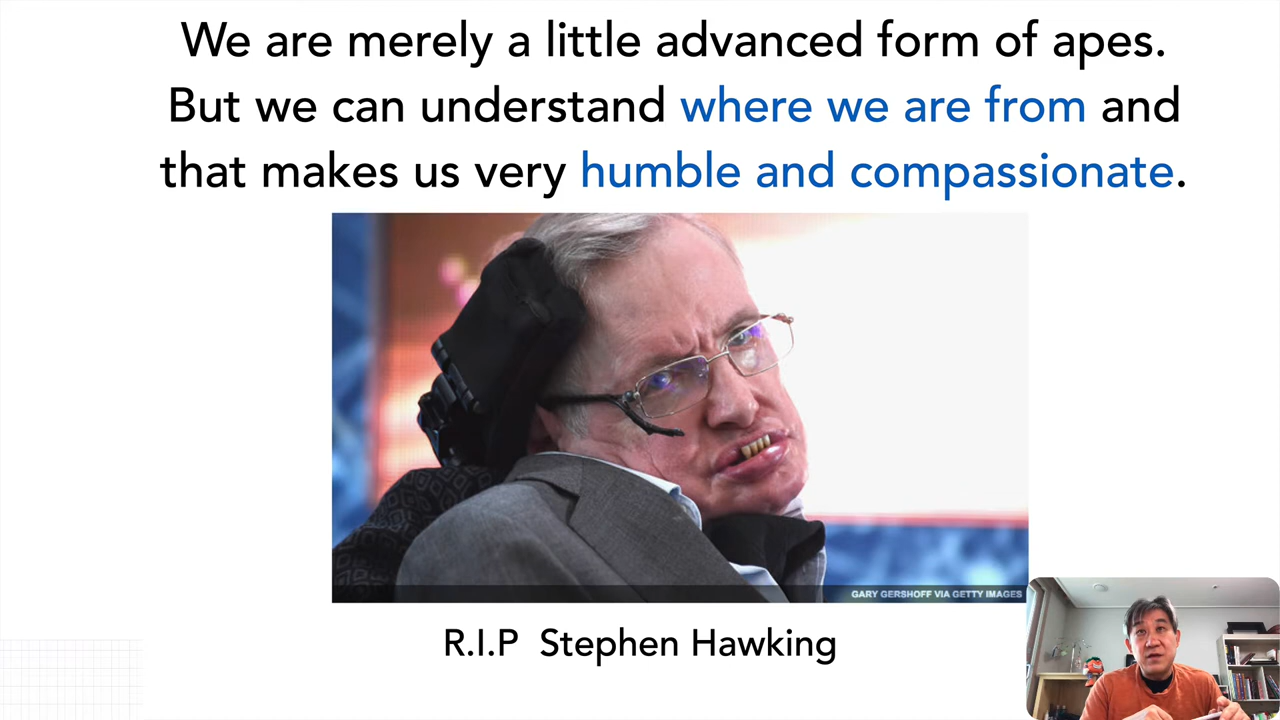 We are merely a little advanced form of apes.
But we can understand where we are from and
that makes us very humble and compassionate.
GARY GERSHOFF VIA GETTY IMAGES
R.I.P Stephen Hawking